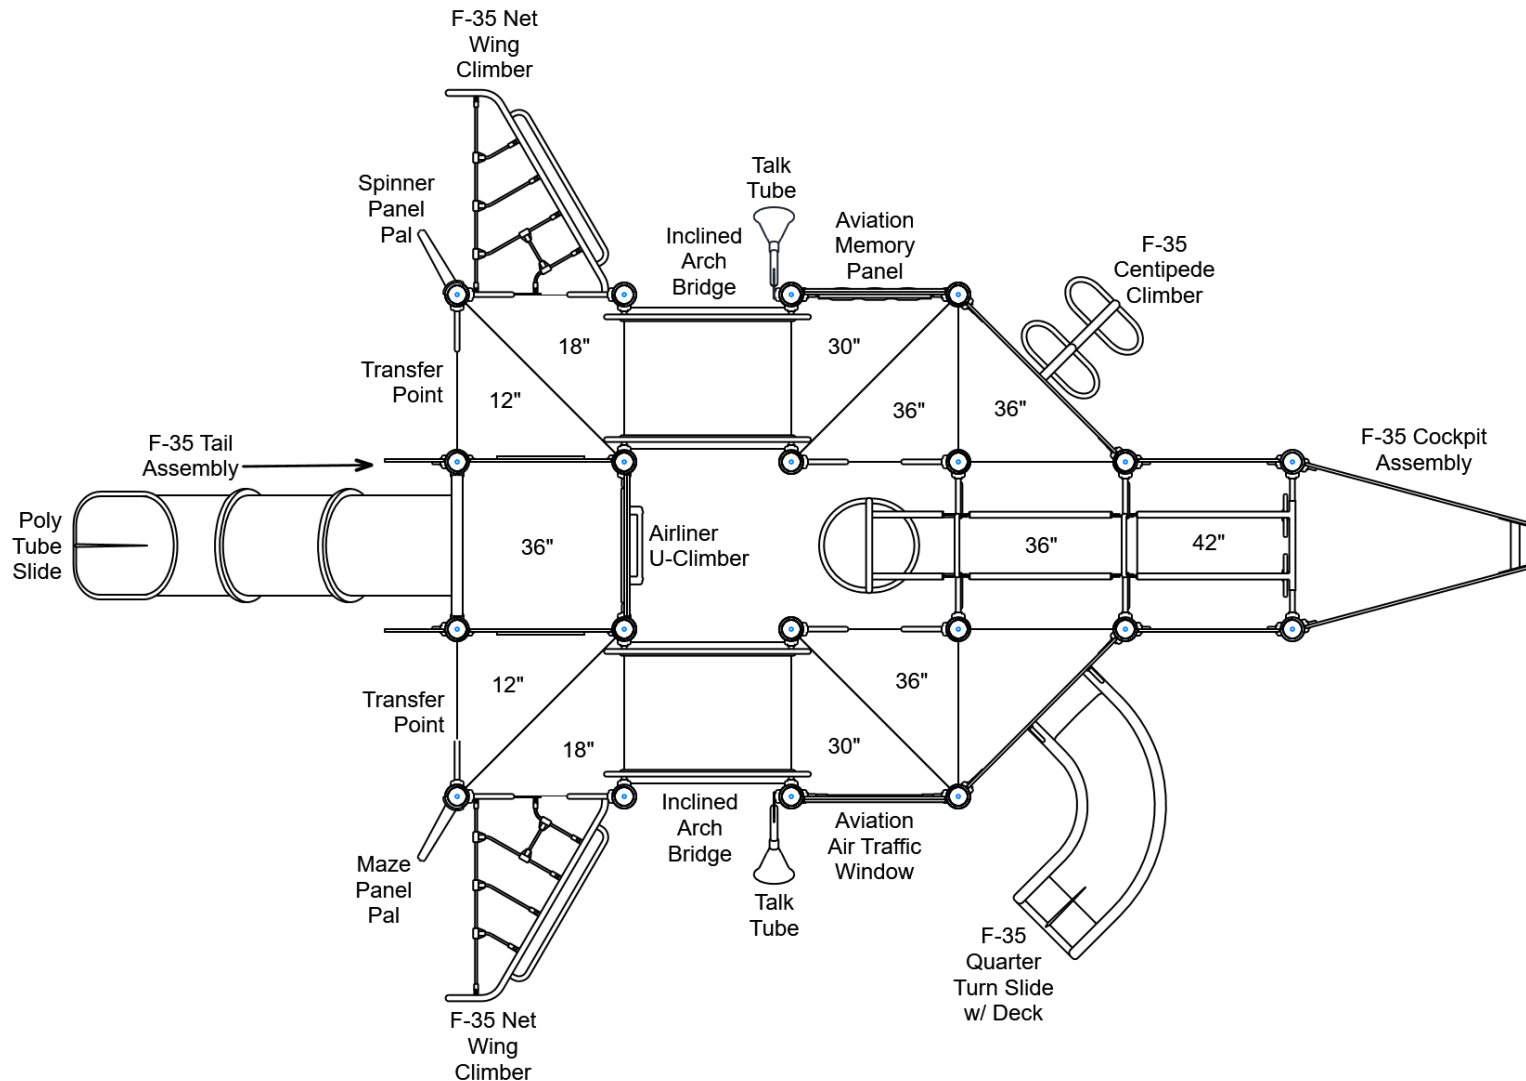 F-35 Net
Wing
Climber
Spinner
Panel
Pal
Talk
Tube
Inclined
Arch
Bridge
Aviation
Memory
Panel
F-35
Centipede
Climber
18"
30"
Transfer
Point
12"
36"
36"
F-35 Tail
Assembly
F-35 Cockpit
Assembly
Poly
Tube
Slide
36"
Airliner
U-Climber
36"
42"
Transfer
Point
12"
36"
18"
30"
Maze
Panel
Pal
Inclined
Arch
Bridge
Talk
Tube
Aviation
Air Traffic
Window
F-35
Quarter
Turn Slide
w/ Deck
F-35 Net
Wing
Climber